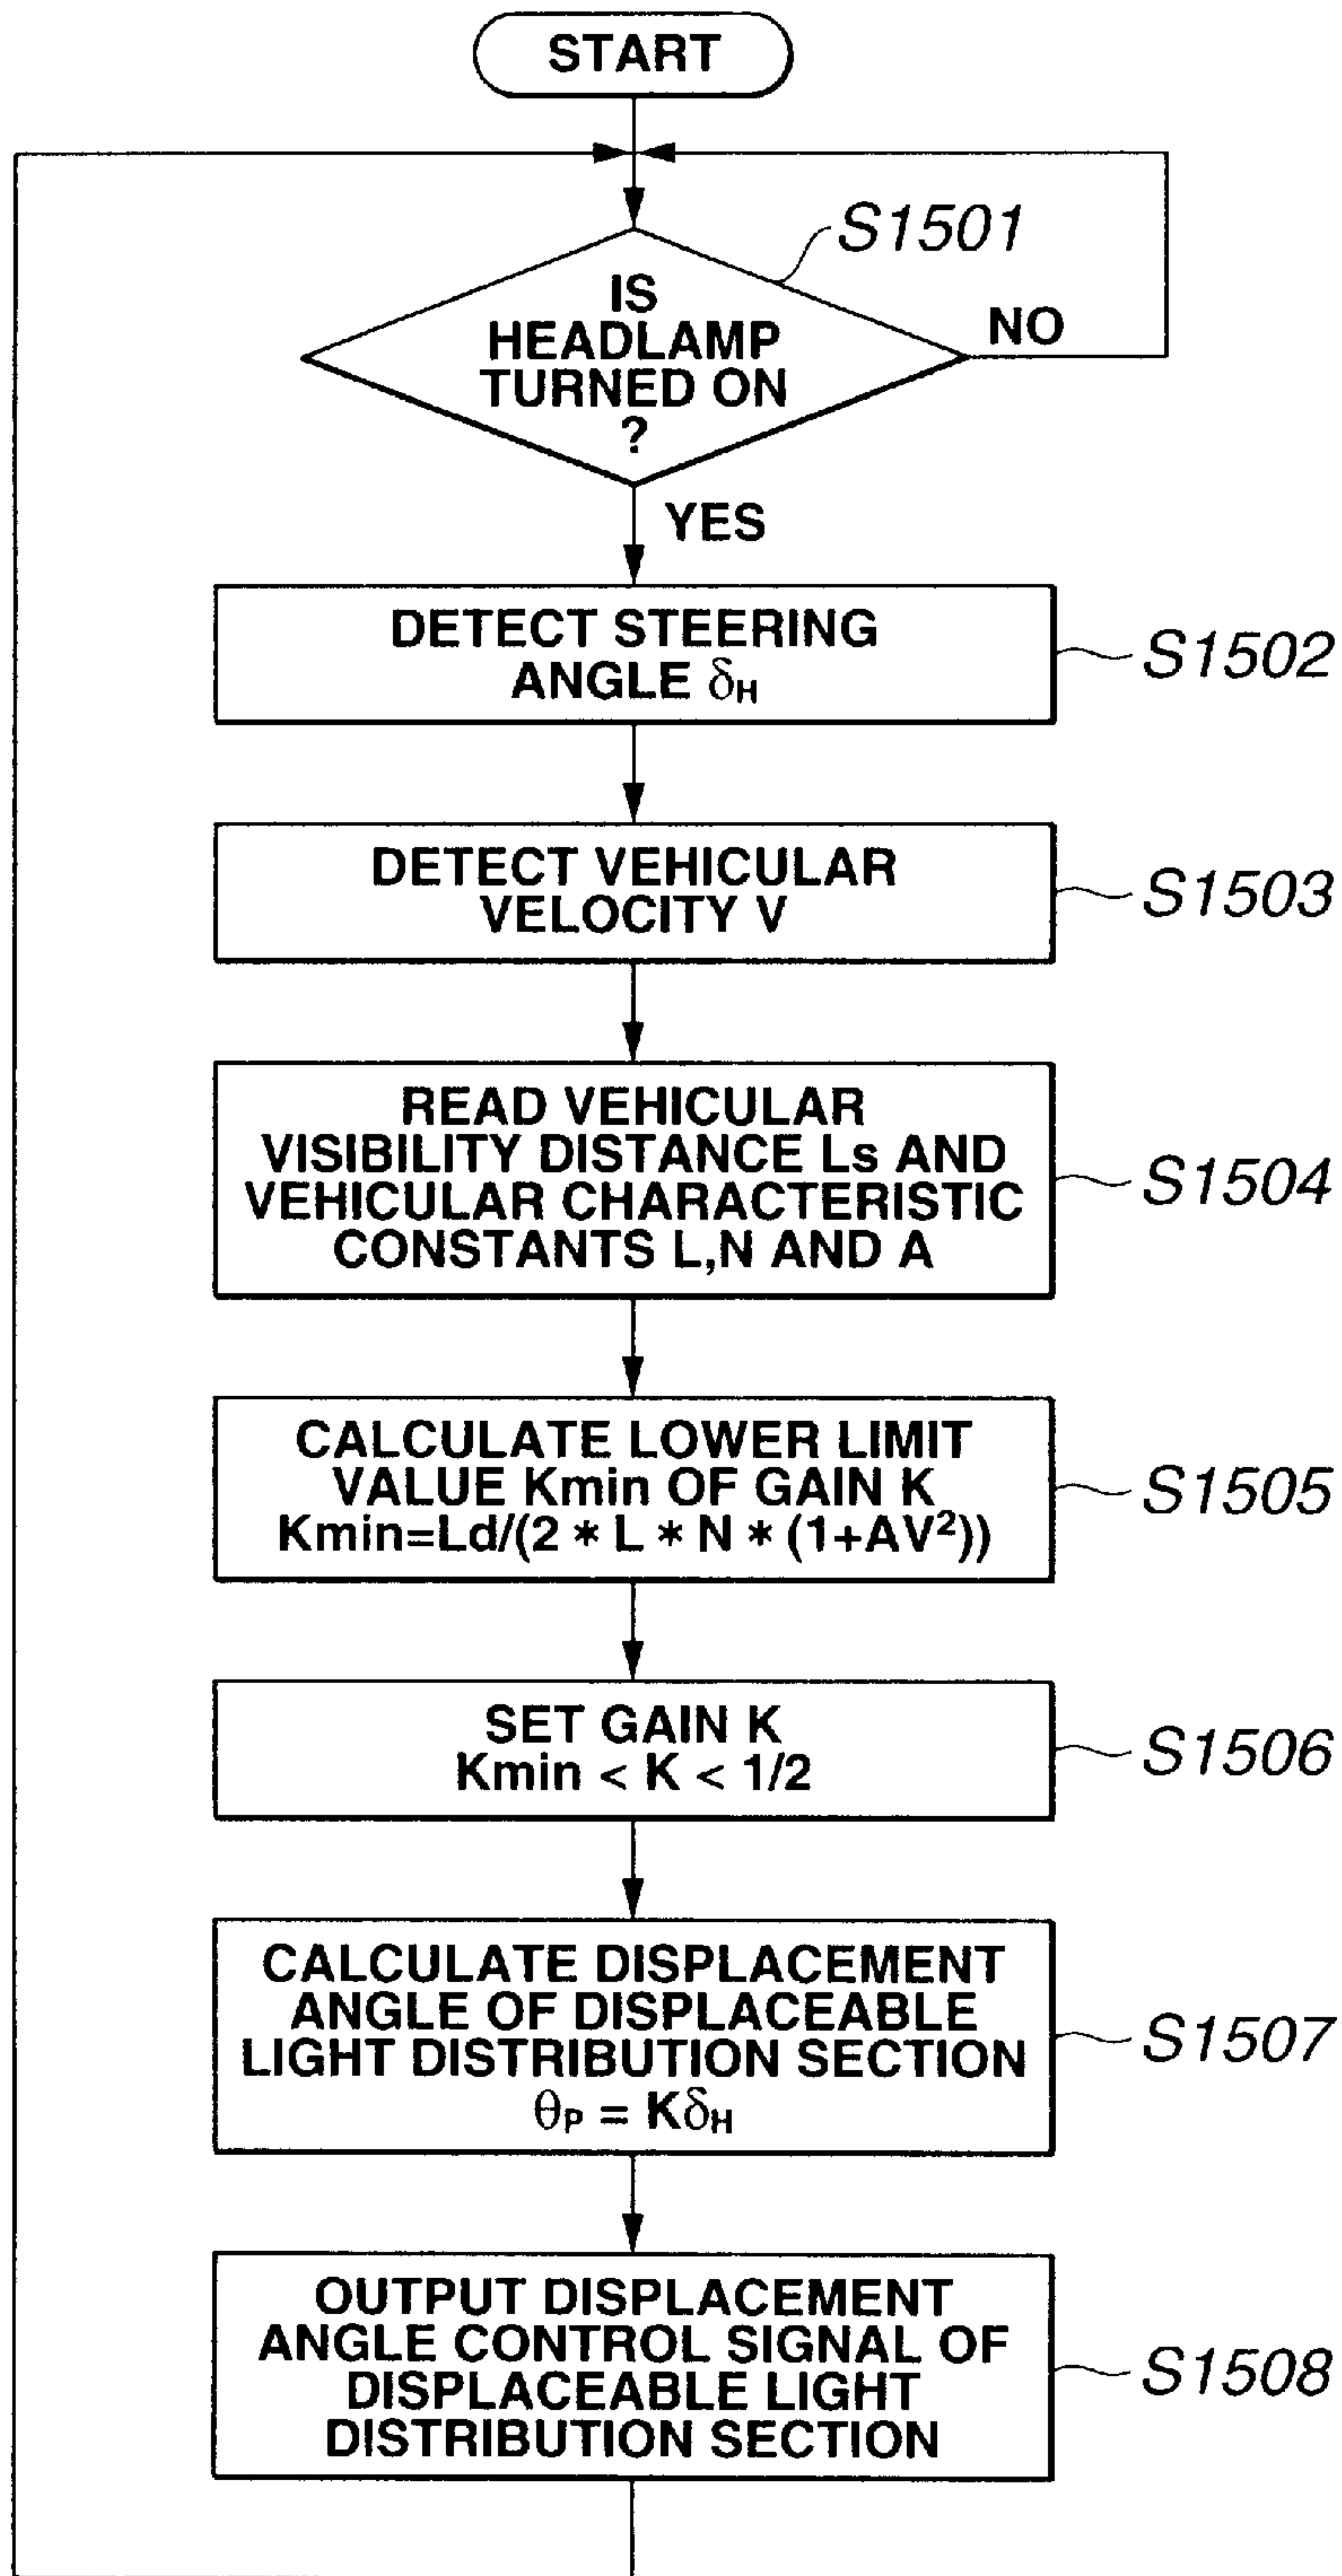 START
S1501
IS
HEADLAMP
TURNED ON
?
NO
YES
DETECT STEERING
ANGLE δH
S1502
DETECT VEHICULAR
VELOCITY V
S1503
READ VEHICULAR
VISIBILITY DISTANCE Ls AND
VEHICULAR CHARACTERISTIC
CONSTANTS L,N AND A
S1504
CALCULATE LOWER LIMIT
VALUE Kmin OF GAIN K
Kmin=Ld/(2 * L * N * (1+AV²))
S1505
SET GAIN K
Kmin < K < 1/2
S1506
CALCULATE DISPLACEMENT
ANGLE OF DISPLACEABLE
LIGHT DISTRIBUTION SECTION
θP = KδH
S1507
OUTPUT DISPLACEMENT
ANGLE CONTROL SIGNAL OF
DISPLACEABLE LIGHT
DISTRIBUTION SECTION
S1508